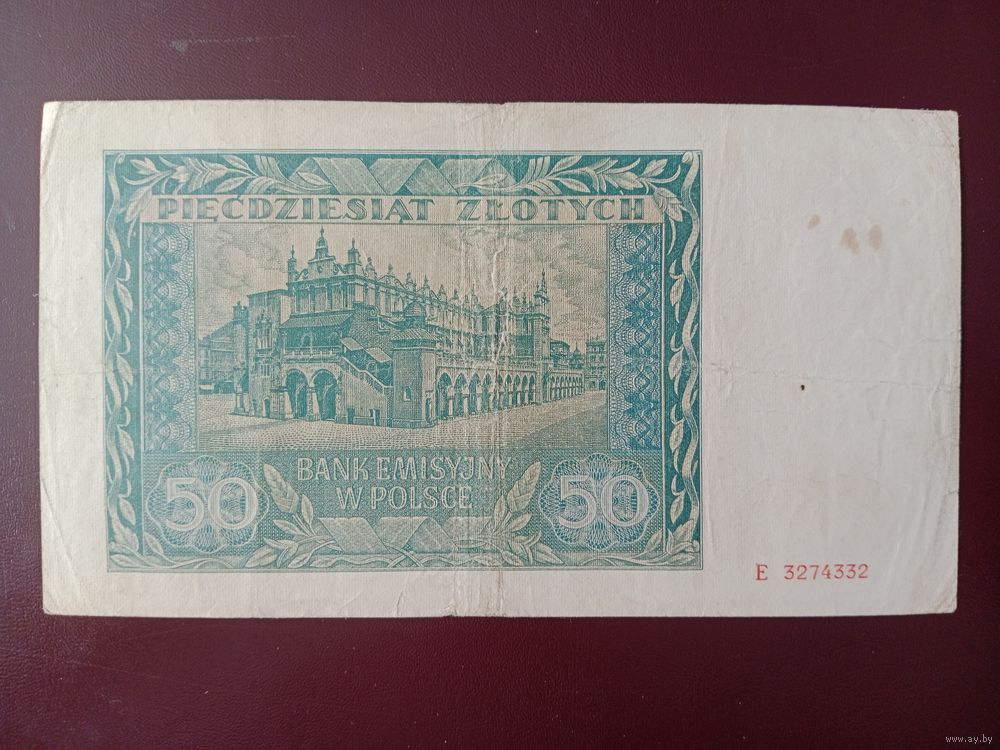 PIĘĆDZIESIĄT ZŁOTYCH
BANK EMISYJNY
W POLSCE
50 50
E 3274332
www.ay.by